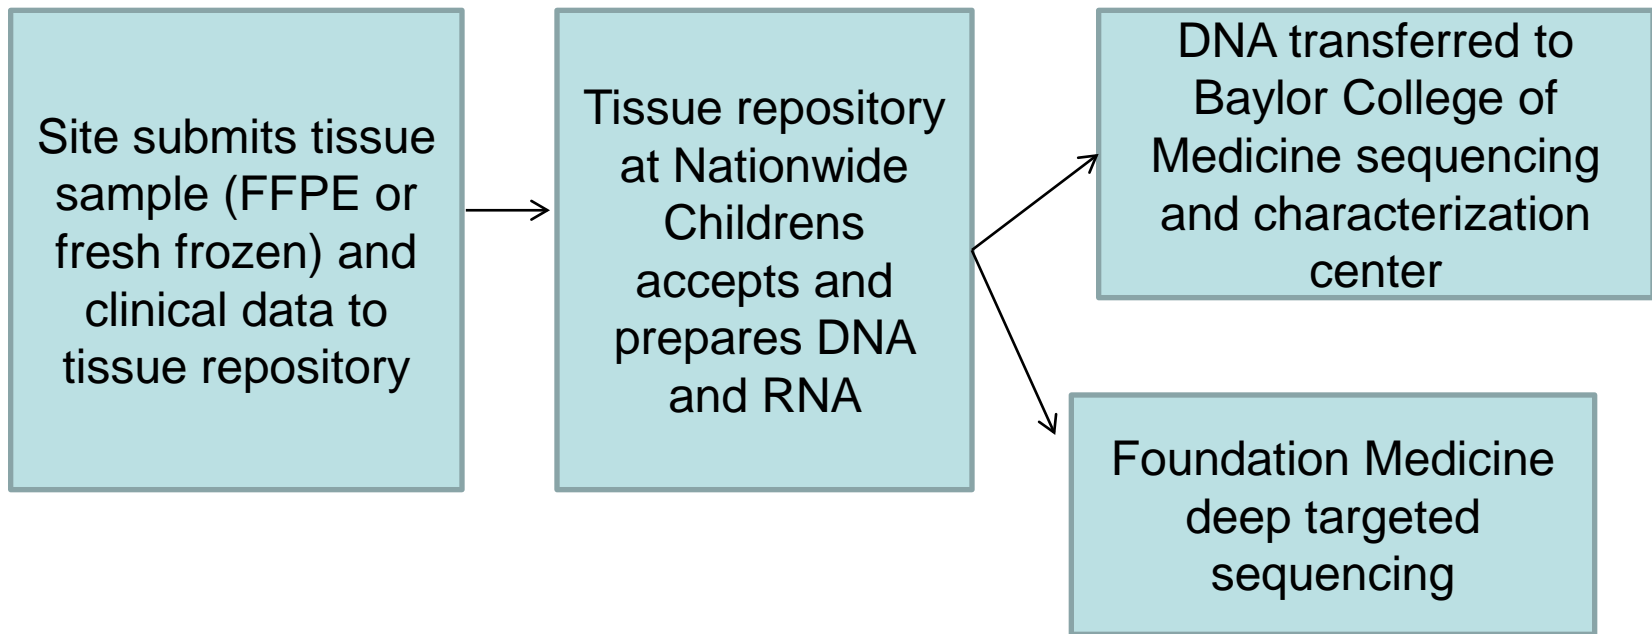 Site submits tissue
sample (FFPE or
fresh frozen) and
clinical data to
tissue repository
Tissue repository
at Nationwide
Childrens
accepts and
prepares DNA
and RNA
DNA transferred to
Baylor College of
Medicine sequencing
and characterization
center
Foundation Medicine
deep targeted
sequencing